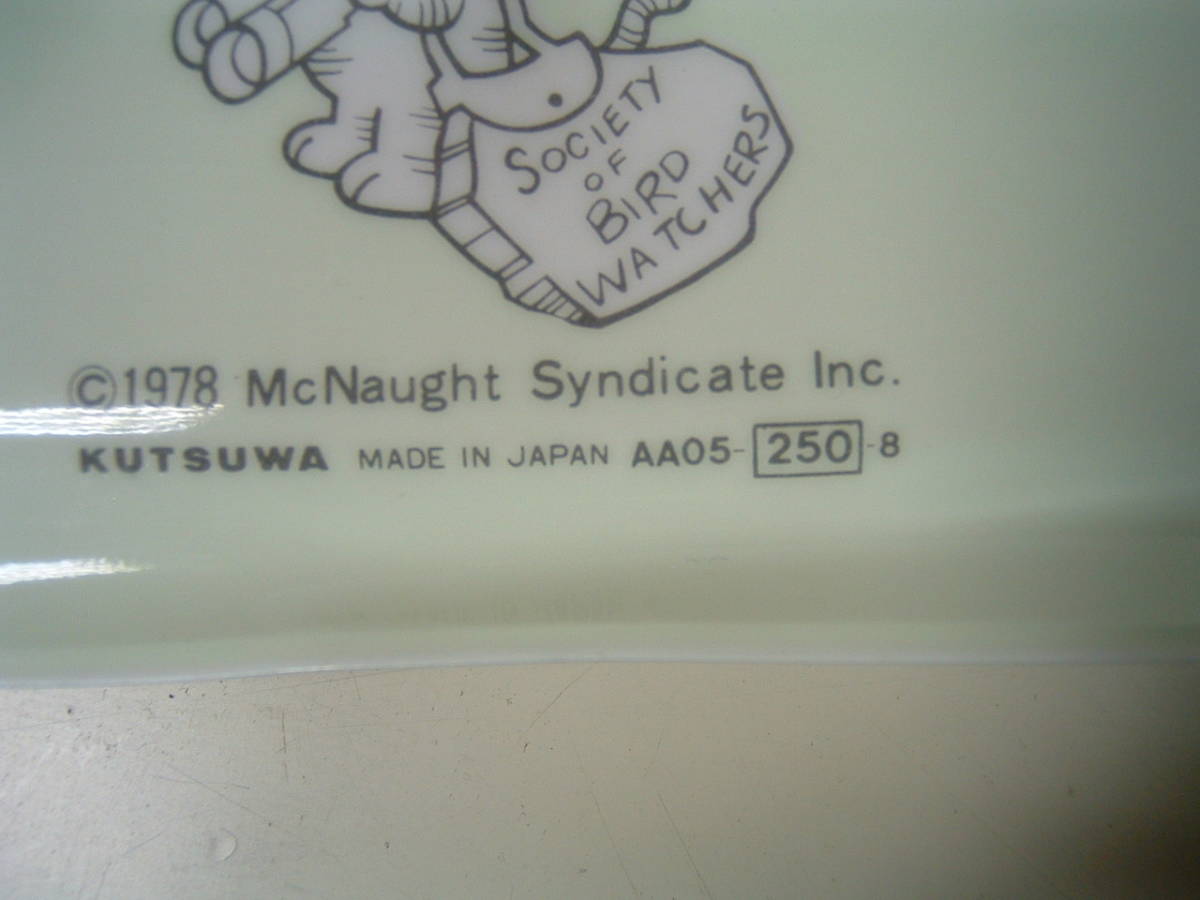 SOCIETY
OF
BIRD
WATCHERS
©1978 McNaught Syndicate Inc.
KUTSUWA MADE IN JAPAN AA05-250-8